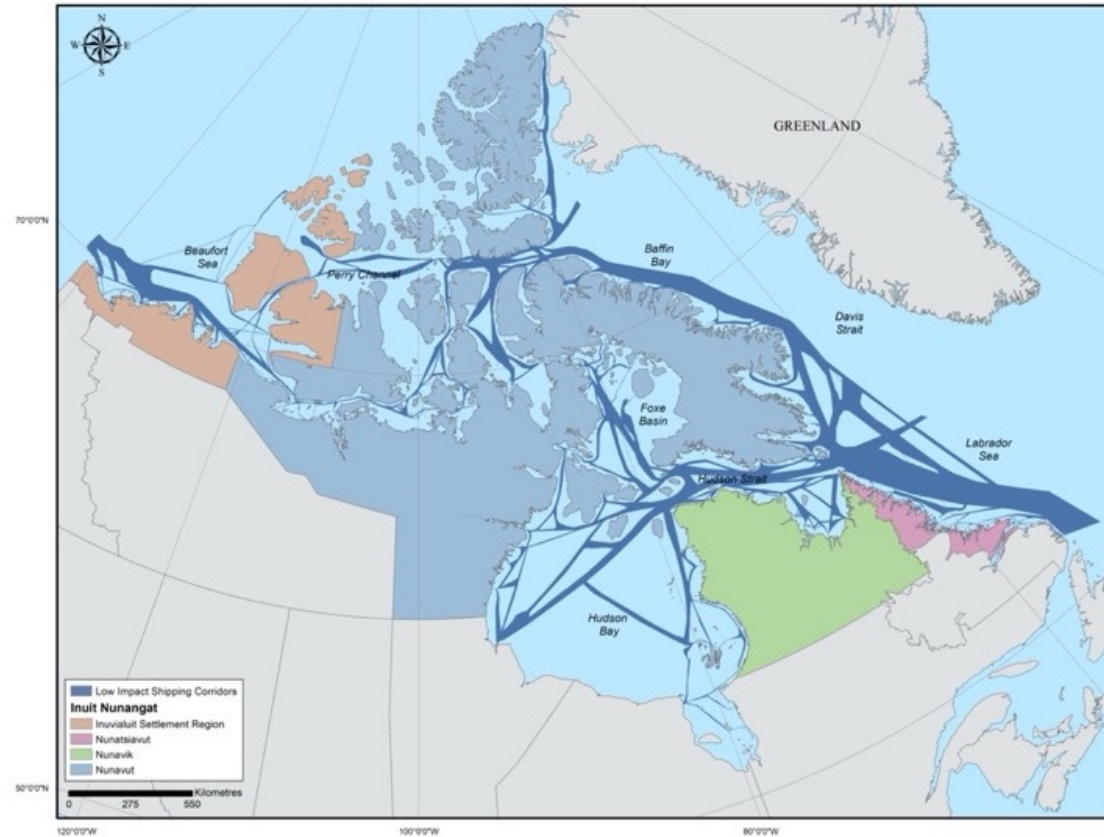 N
W E
S
GREENLAND
70°0'0"N
Beaufort
Sea
Perry Channel
Baffin
Bay
Davis
Strait
Foxe
Basin
Labrador
Sea
Hudson Strait
Hudson
Bay
Low Impact Shipping Corridors
Inuit Nunangat
Inuvialuit Settlement Region
Nunatsiavut
Nunavik
Nunavut
Kilometres
0 275 550
50°0'0"N
120°0'0"W 100°0'0"W 80°0'0"W